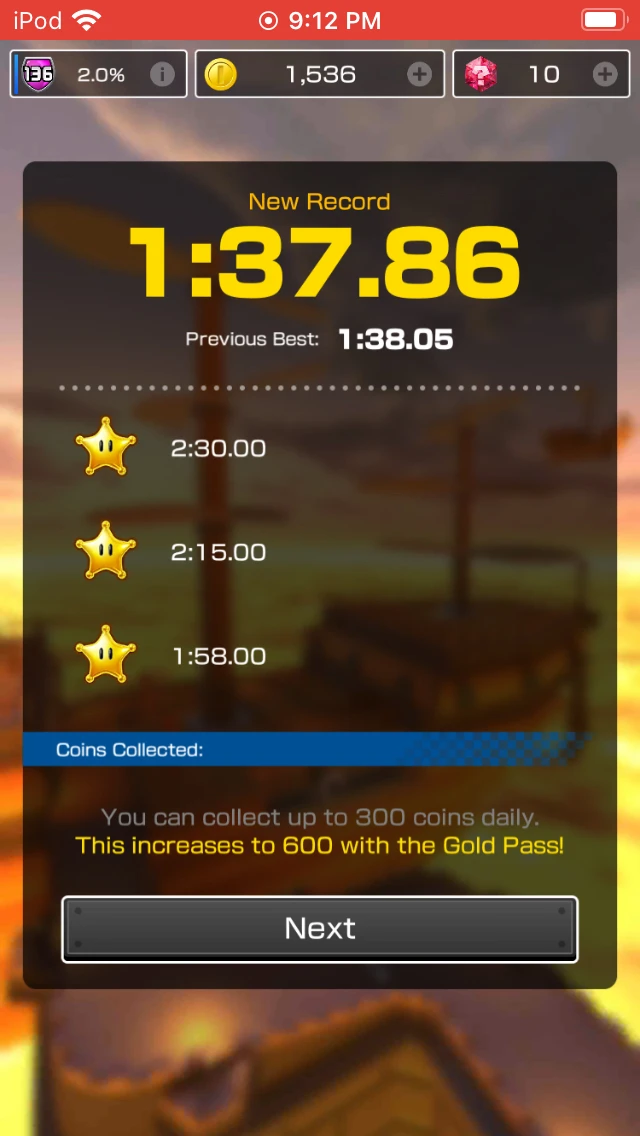 iPod 9:12 PM
136 2.0% i 1,536 + ? 10 +
New Record
1:37.86
Previous Best: 1:38.05
2:30.00
2:15.00
1:58.00
Coins Collected:
You can collect up to 300 coins daily.
This increases to 600 with the Gold Pass!
Next